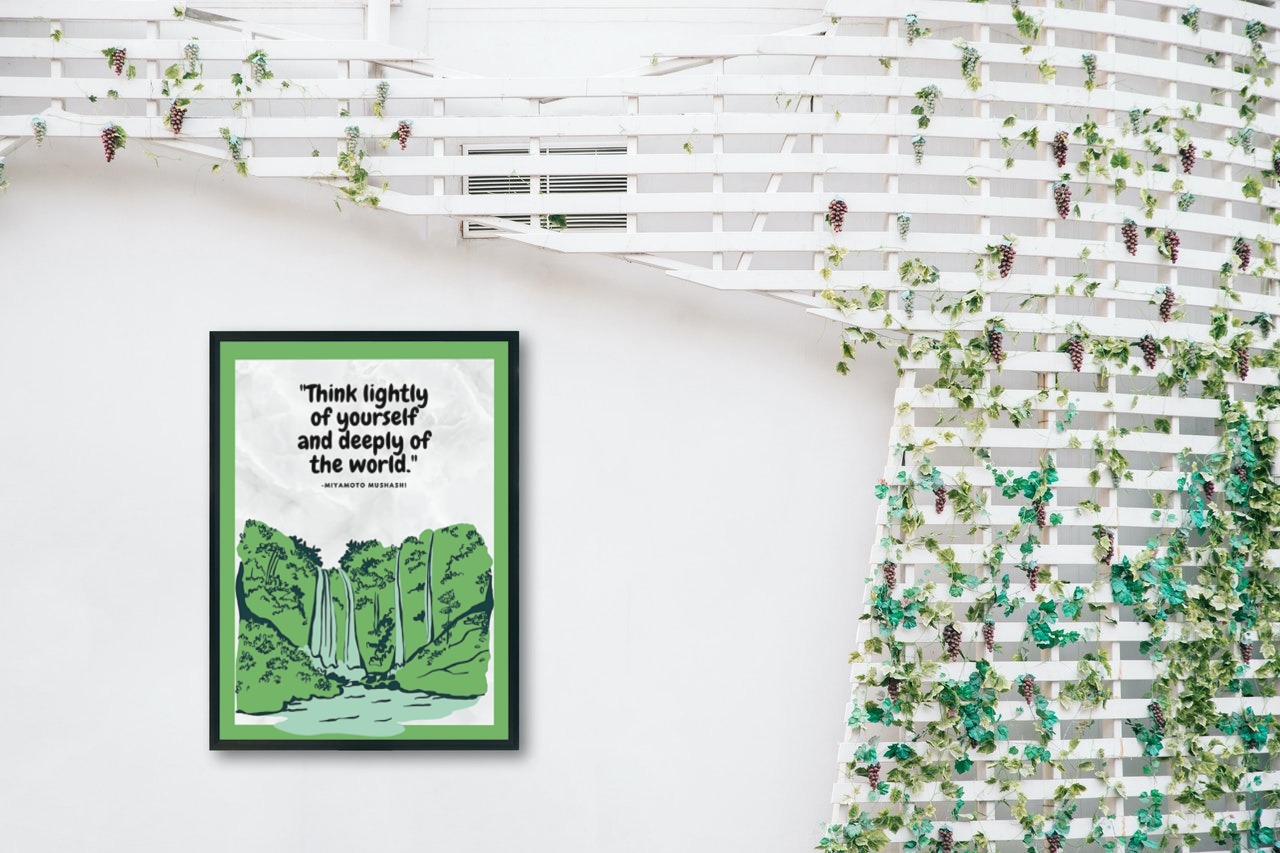 "Think lightly
of yourself
and deeply of
the world."
-MIYAMOTO MUSHASHI